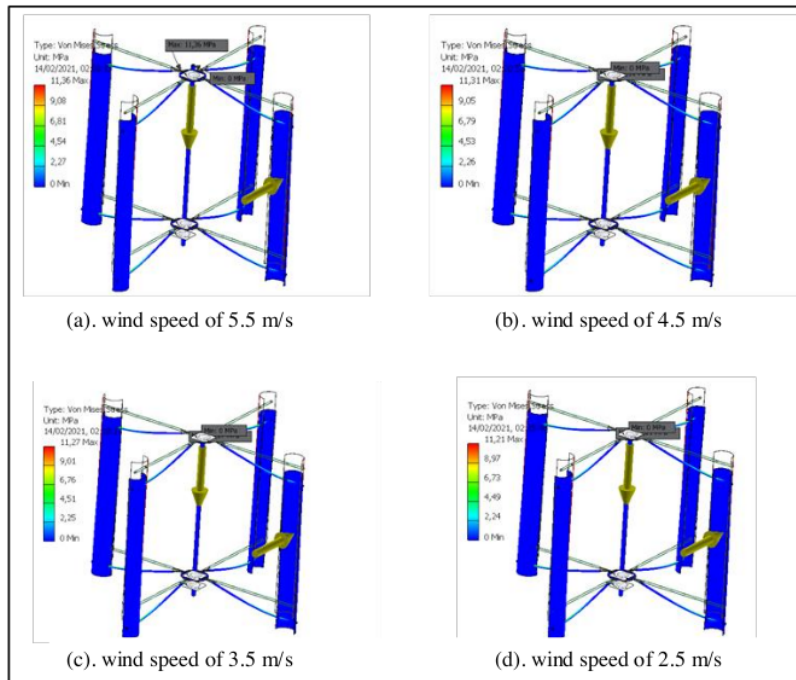 Type: Von Mises Stress
Unit: MPa
14/02/2021, 02:
11,36 Max
9,08
6,81
4,54
2,27
0 Min
Max: 11,36 MPa
Min: 0 MPa
(a). wind speed of 5.5 m/s
Type: Von Mises Stress
Unit: MPa
14/02/2021, 02:
11,31 Max
9,05
6,79
4,53
2,26
0 Min
Min: 0 MPa
(b). wind speed of 4.5 m/s
Type: Von Mises Stress
Unit: MPa
14/02/2021, 02:
11,27 Max
9,01
6,76
4,51
2,25
0 Min
Min: 0 MPa
(c). wind speed of 3.5 m/s
Type: Von Mises Stress
Unit: MPa
14/02/2021, 02:
11,21 Max
8,97
6,73
4,49
2,24
0 Min
Min: 0 MPa
(d). wind speed of 2.5 m/s